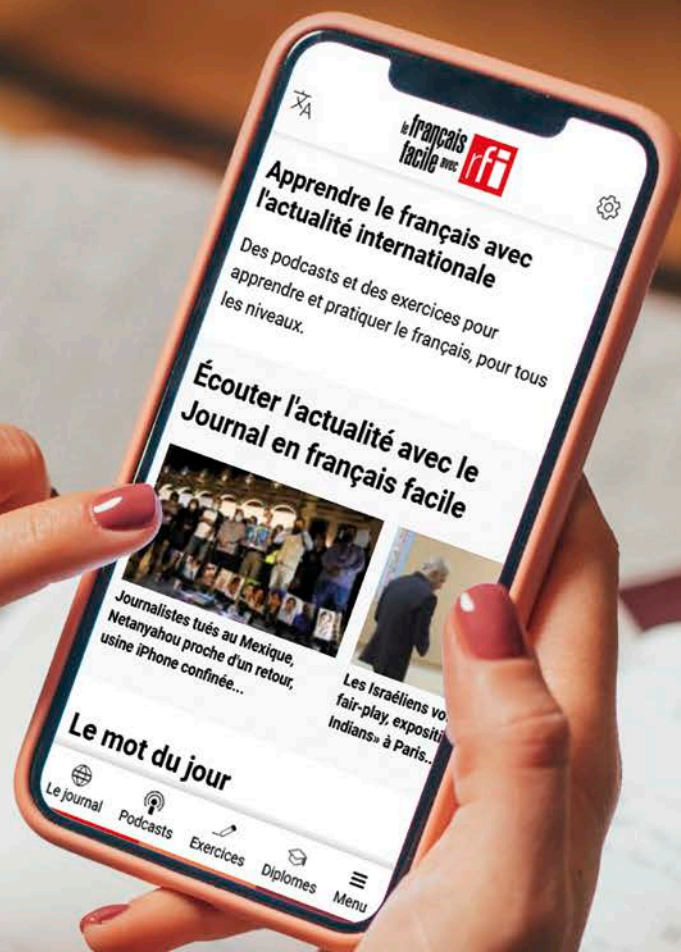 le français
facile avec
rfi
Apprendre le français avec
l'actualité internationale
Des podcasts et des exercices pour
apprendre et pratiquer le français, pour tous
les niveaux.
Écouter l'actualité avec le
Journal en français facile
Journalistes tués au Mexique,
Netanyahou proche d'un retour,
usine iPhone confinée...
Les Israéliens vo
fair-play, expositi
Indians» à Paris..
Le mot du jour
Le journal
Podcasts
Exercices
Diplomes
Menu